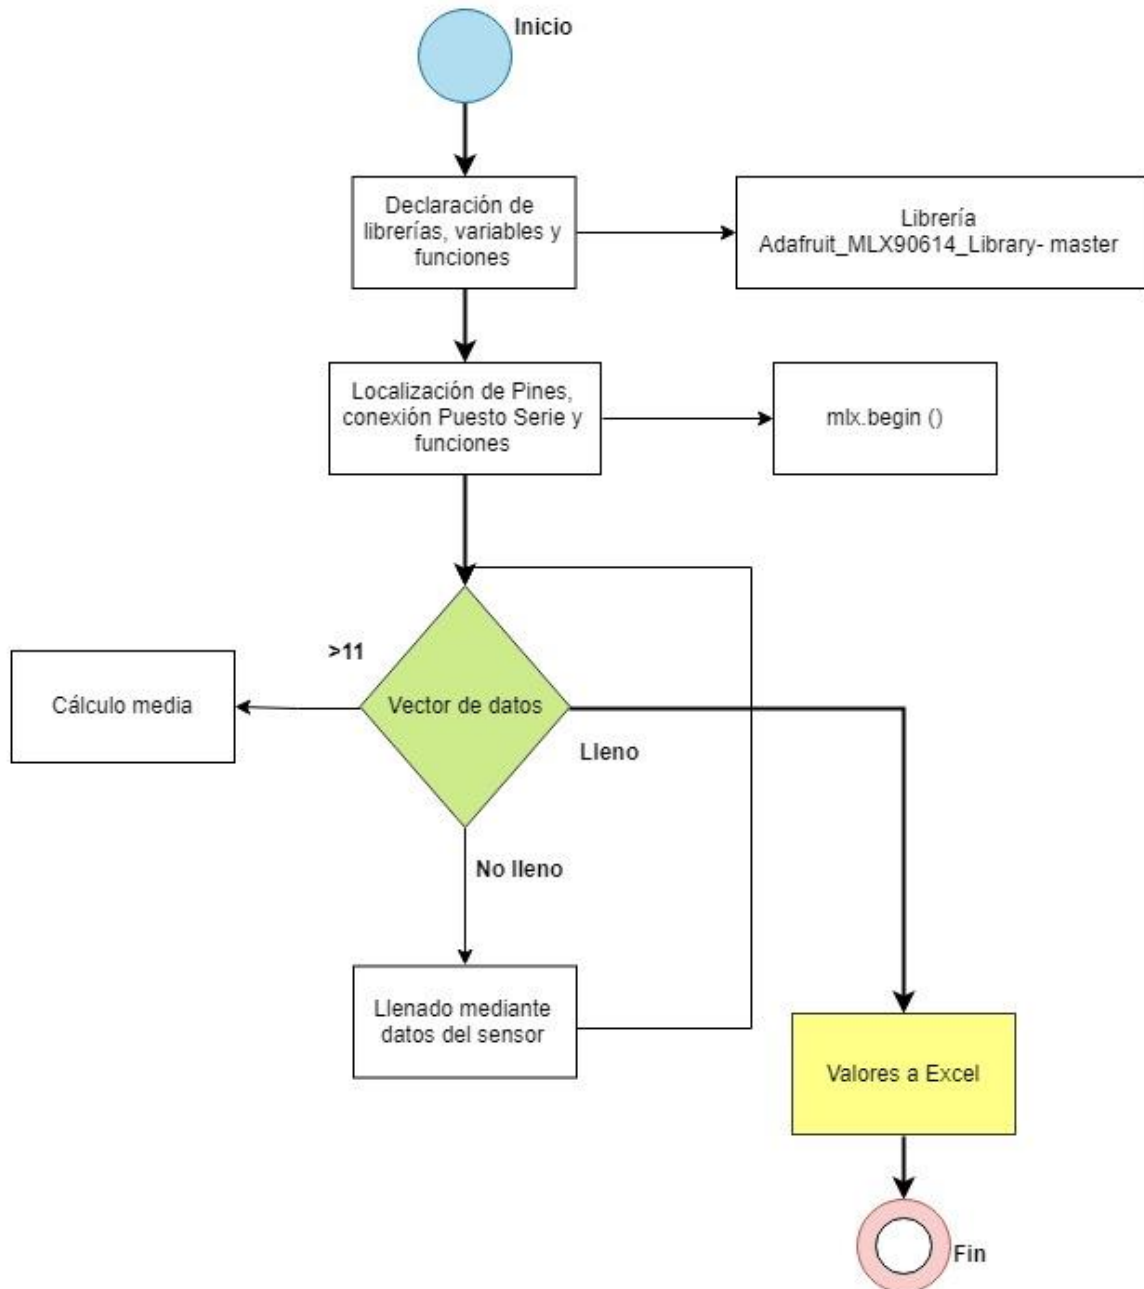 Inicio
Declaración de
librerías, variables y
funciones
Librería
Adafruit_MLX90614_Library- master
Localización de Pines,
conexión Puesto Serie y
funciones
mlx.begin ()
>11
Cálculo media
Vector de datos
Lleno
No lleno
Llenado mediante
datos del sensor
Valores a Excel
Fin